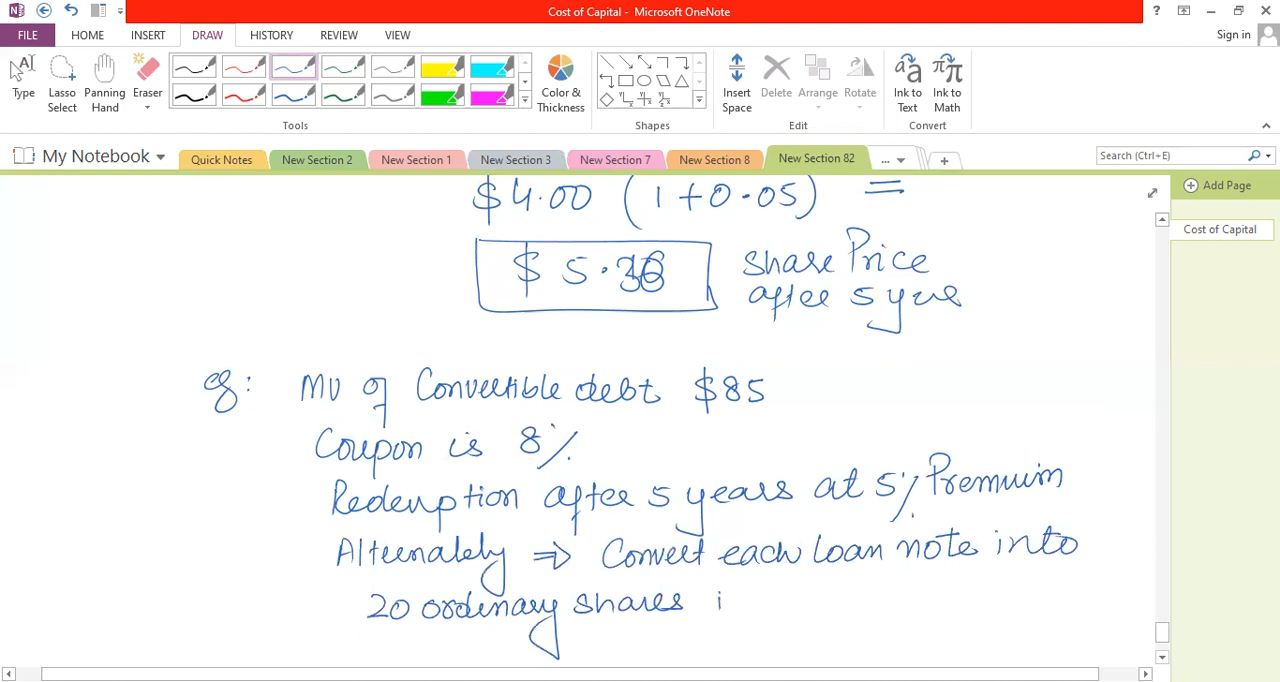 Cost of Capital - Microsoft OneNote
?
FILE HOME INSERT DRAW HISTORY REVIEW VIEW Sign in
Type Lasso Select Panning Hand Eraser Color & Thickness Insert Space Delete Arrange Rotate Ink to Text Ink to Math
Tools Shapes Edit Convert
My Notebook Quick Notes New Section 2 New Section 1 New Section 3 New Section 7 New Section 8 New Section 82 ... Search (Ctrl+E)
Add Page
Cost of Capital
$4.00 (1+0.05) =
$ 5. Share Price
after 5 yrs
eg: MV of Convertible debt $85
Coupon is 8%
Redemption after 5 years at 5% Premium
Alternately ⇒ Convert each loan note into
20 ordinary shares i